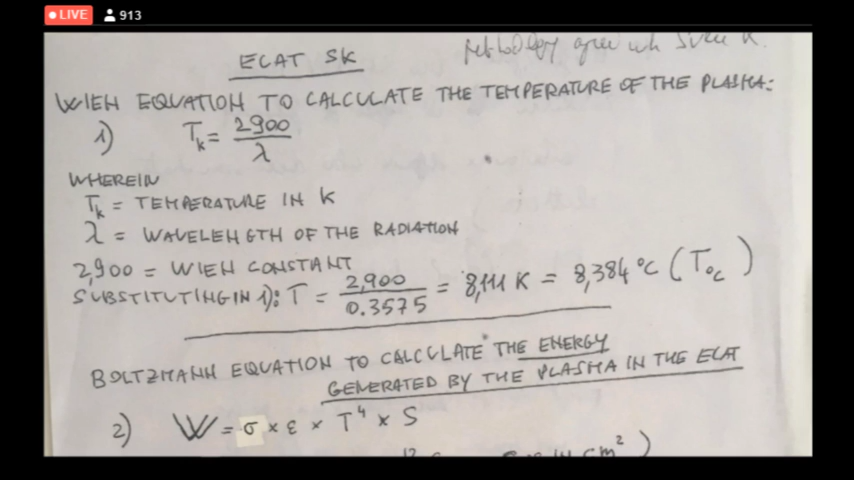 LIVE 913
ECAT SK
WIEN EQUATION TO CALCULATE THE TEMPERATURE OF THE PLASMA:
1) Tk = 2900 / λ
WHEREIN
Tk = TEMPERATURE IN K
λ = WAVELENGTH OF THE RADIATION
2,900 = WIEN CONSTANT
SUBSTITUTING IN 1): T = 2,900 / 0.3575 = 8,111 K = 8,384 °C (T°C)
BOLTZMANN EQUATION TO CALCULATE THE ENERGY
GENERATED BY THE PLASMA IN THE ECAT
2) W = σ × ε × T⁴ × S
cm²)